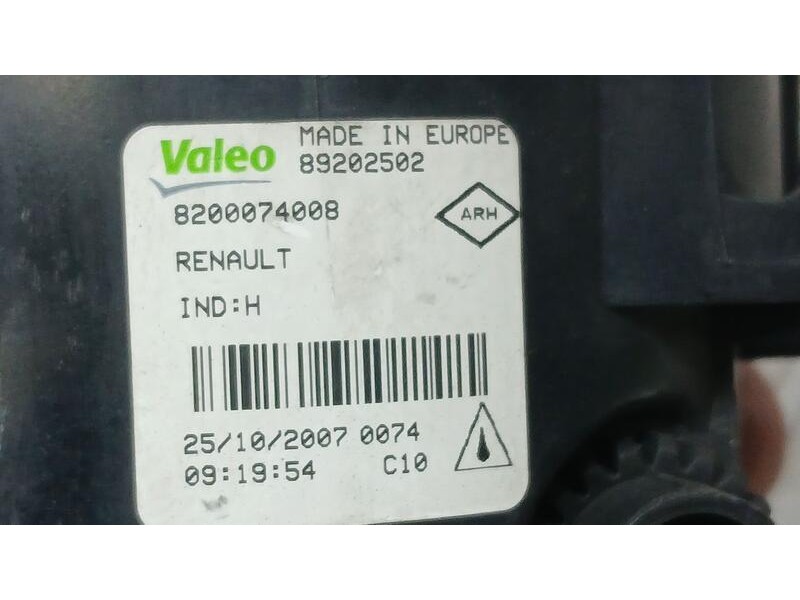 Valeo MADE IN EUROPE
89202502
8200074008
ARH
RENAULT
IND:H
25/10/2007 0074
09:19:54 C10